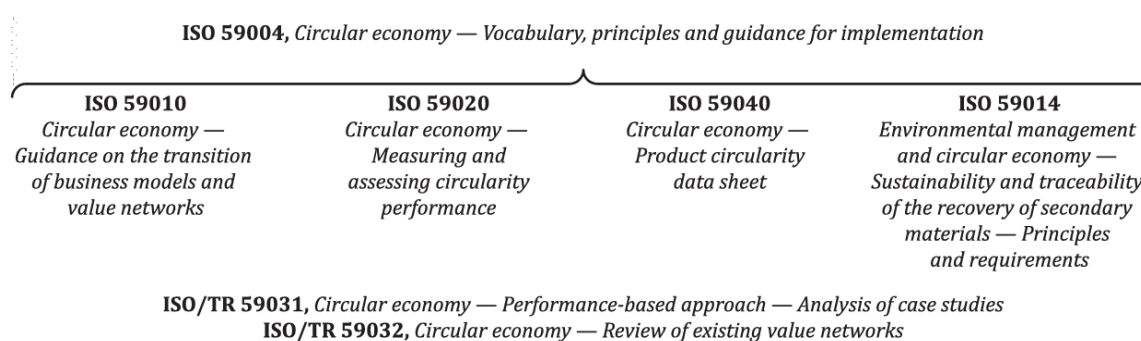 ISO 59004, Circular economy — Vocabulary, principles and guidance for implementation
ISO 59010
Circular economy —
Guidance on the transition
of business models and
value networks
ISO 59020
Circular economy —
Measuring and
assessing circularity
performance
ISO 59040
Circular economy —
Product circularity
data sheet
ISO 59014
Environmental management
and circular economy —
Sustainability and traceability
of the recovery of secondary
materials — Principles
and requirements
ISO/TR 59031, Circular economy — Performance-based approach — Analysis of case studies
ISO/TR 59032, Circular economy — Review of existing value networks